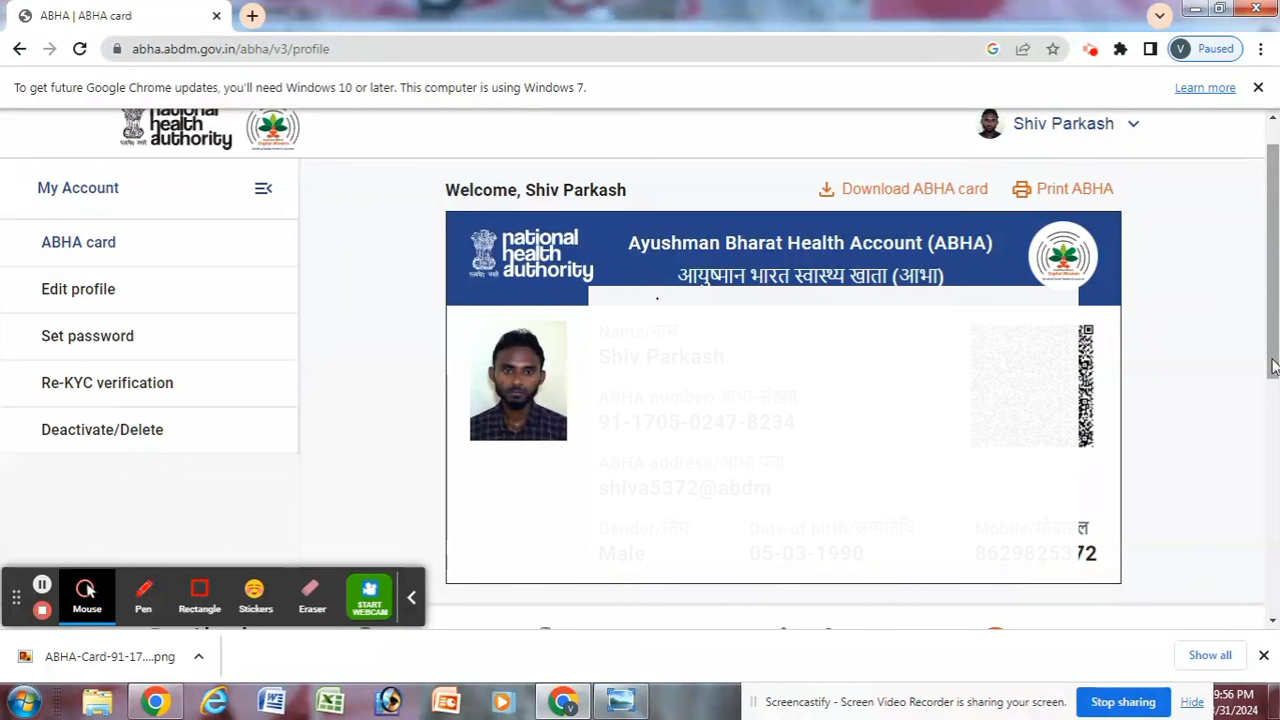 ABHA | ABHA card
abha.abdm.gov.in/abha/v3/profile
V Paused
To get future Google Chrome updates, you'll need Windows 10 or later. This computer is using Windows 7.
Learn more
national
health
authority
Shiv Parkash
My Account
ABHA card
Edit profile
Set password
Re-KYC verification
Deactivate/Delete
Welcome, Shiv Parkash
Download ABHA card
Print ABHA
national
health
authority
Ayushman Bharat Health Account (ABHA)
आयुष्मान भारत स्वास्थ्य खाता (आभा)
Name/नाम
Shiv Parkash
ABHA number/आभा-संख्या
91-1705-0247-8234
ABHA address/आभा पता
shiva5372@abdm
Gender/लिंग Date of birth/जन्मतिथि Mobile/मोबाइल
Male 05-03-1990 8629825372
Mouse
Pen
Rectangle
Stickers
Eraser
START
WEBCAM
ABHA-Card-91-17....png
Show all
Screencastify - Screen Video Recorder is sharing your screen.
Stop sharing
Hide
9:56 PM
/31/2024